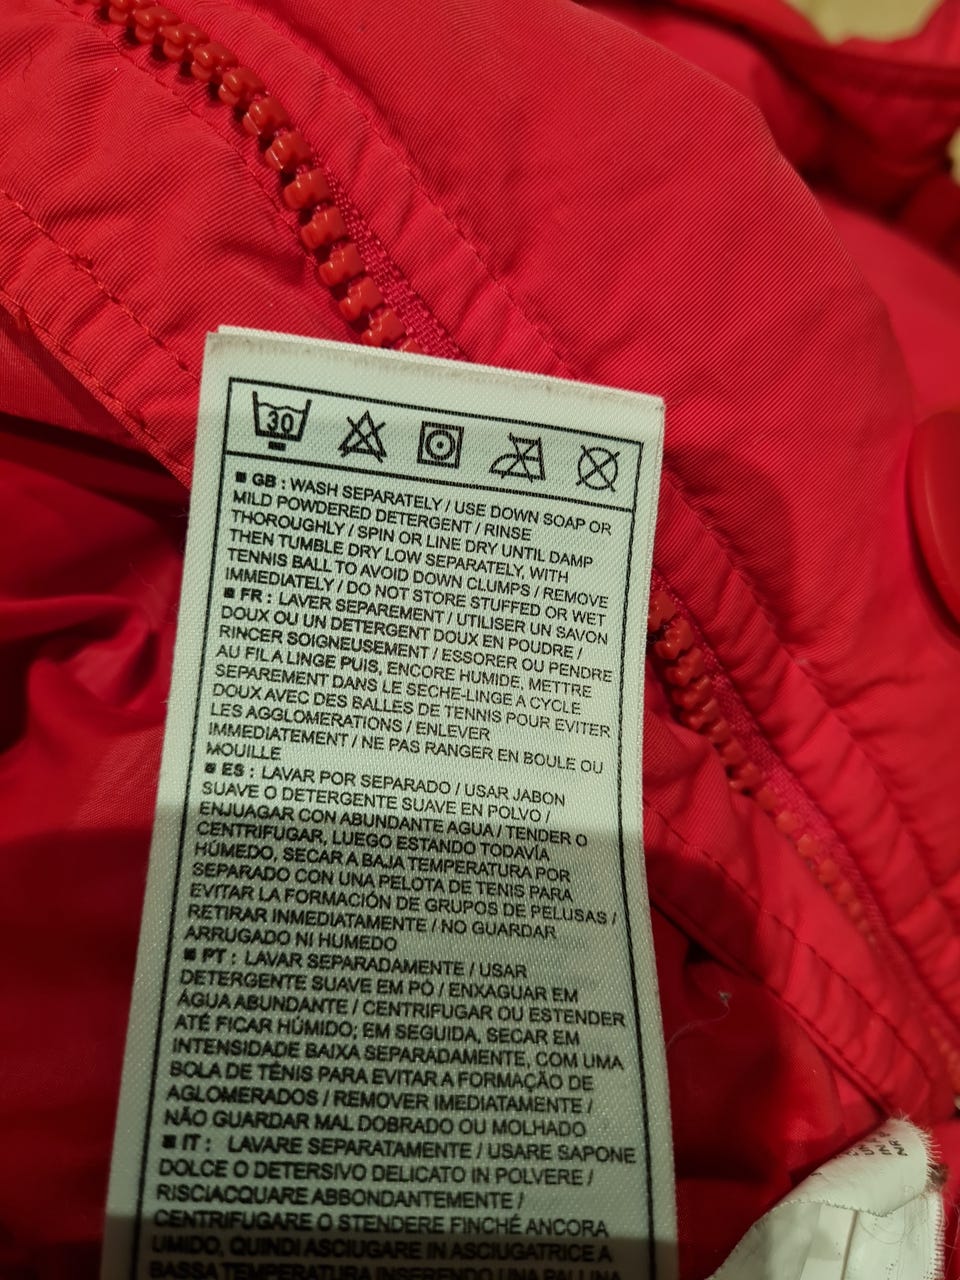 30
■ GB : WASH SEPARATELY / USE DOWN SOAP OR
MILD POWDERED DETERGENT / RINSE
THOROUGHLY / SPIN OR LINE DRY UNTIL DAMP
THEN TUMBLE DRY LOW SEPARATELY, WITH
TENNIS BALL TO AVOID DOWN CLUMPS / REMOVE
IMMEDIATELY / DO NOT STORE STUFFED OR WET
■ FR : LAVER SEPAREMENT / UTILISER UN SAVON
DOUX OU UN DETERGENT DOUX EN POUDRE /
RINCER SOIGNEUSEMENT / ESSORER OU PENDRE
AU FIL A LINGE PUIS, ENCORE HUMIDE, METTRE
SEPAREMENT DANS LE SECHE-LINGE A CYCLE
DOUX AVEC DES BALLES DE TENNIS POUR EVITER
LES AGGLOMERATIONS / ENLEVER
IMMEDIATEMENT / NE PAS RANGER EN BOULE OU
MOUILLE
■ ES : LAVAR POR SEPARADO / USAR JABON
SUAVE O DETERGENTE SUAVE EN POLVO /
ENJUAGAR CON ABUNDANTE AGUA / TENDER O
CENTRIFUGAR, LUEGO ESTANDO TODAVÍA
HÚMEDO, SECAR A BAJA TEMPERATURA POR
SEPARADO CON UNA PELOTA DE TENIS PARA
EVITAR LA FORMACIÓN DE GRUPOS DE PELUSAS /
RETIRAR INMEDIATAMENTE / NO GUARDAR
ARRUGADO NI HUMEDO
■ PT : LAVAR SEPARADAMENTE / USAR
DETERGENTE SUAVE EM PÓ / ENXAGUAR EM
ÁGUA ABUNDANTE / CENTRIFUGAR OU ESTENDER
ATÉ FICAR HÚMIDO; EM SEGUIDA, SECAR EM
INTENSIDADE BAIXA SEPARADAMENTE, COM UMA
BOLA DE TÉNIS PARA EVITAR A FORMAÇÃO DE
AGLOMERADOS / REMOVER IMEDIATAMENTE /
NÃO GUARDAR MAL DOBRADO OU MOLHADO
■ IT : LAVARE SEPARATAMENTE / USARE SAPONE
DOLCE O DETERSIVO DELICATO IN POLVERE /
RISCIACQUARE ABBONDANTEMENTE /
CENTRIFUGARE O STENDERE FINCHÉ ANCORA
UMIDO, QUINDI ASCIUGARE IN ASCIUGATRICE A
BASSA TEMPERATURA INSERENDO UNA PALLINA